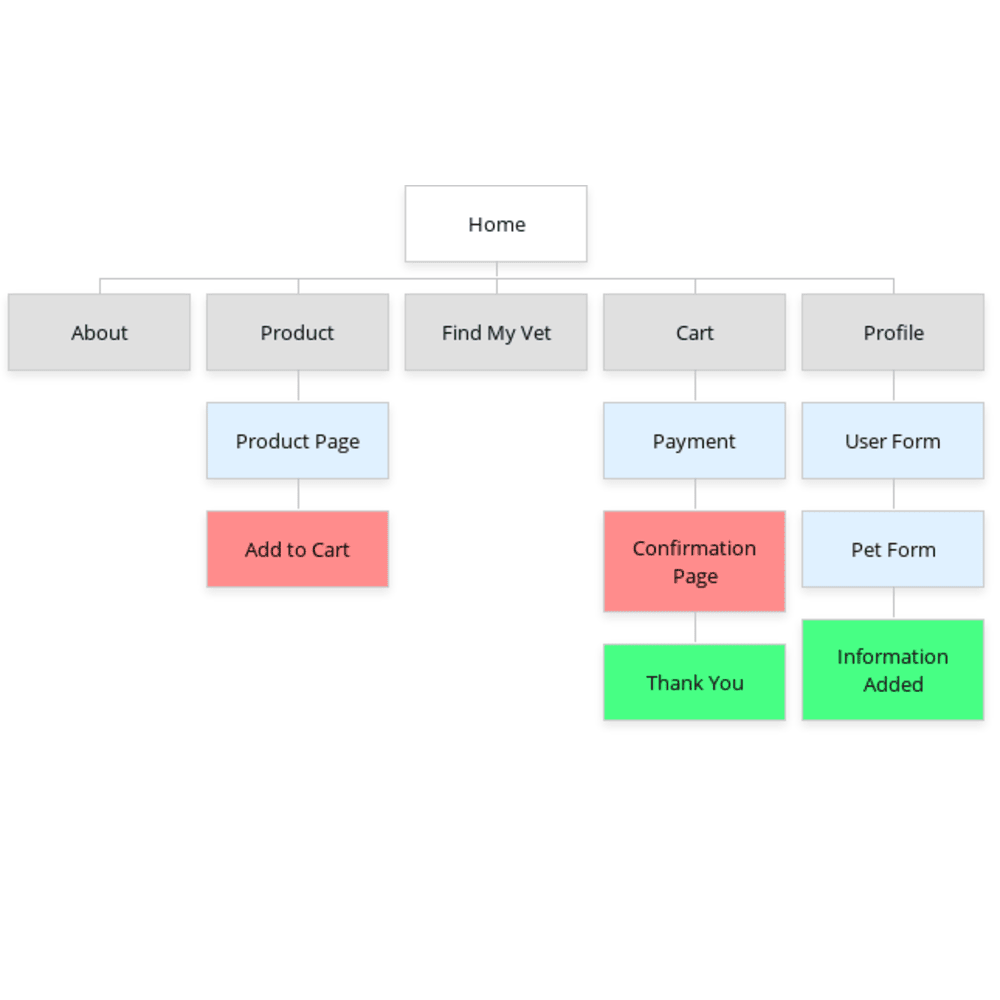 Home
About
Product
Find My Vet
Cart
Profile
Product Page
Payment
User Form
Add to Cart
Confirmation
Page
Pet Form
Thank You
Information
Added